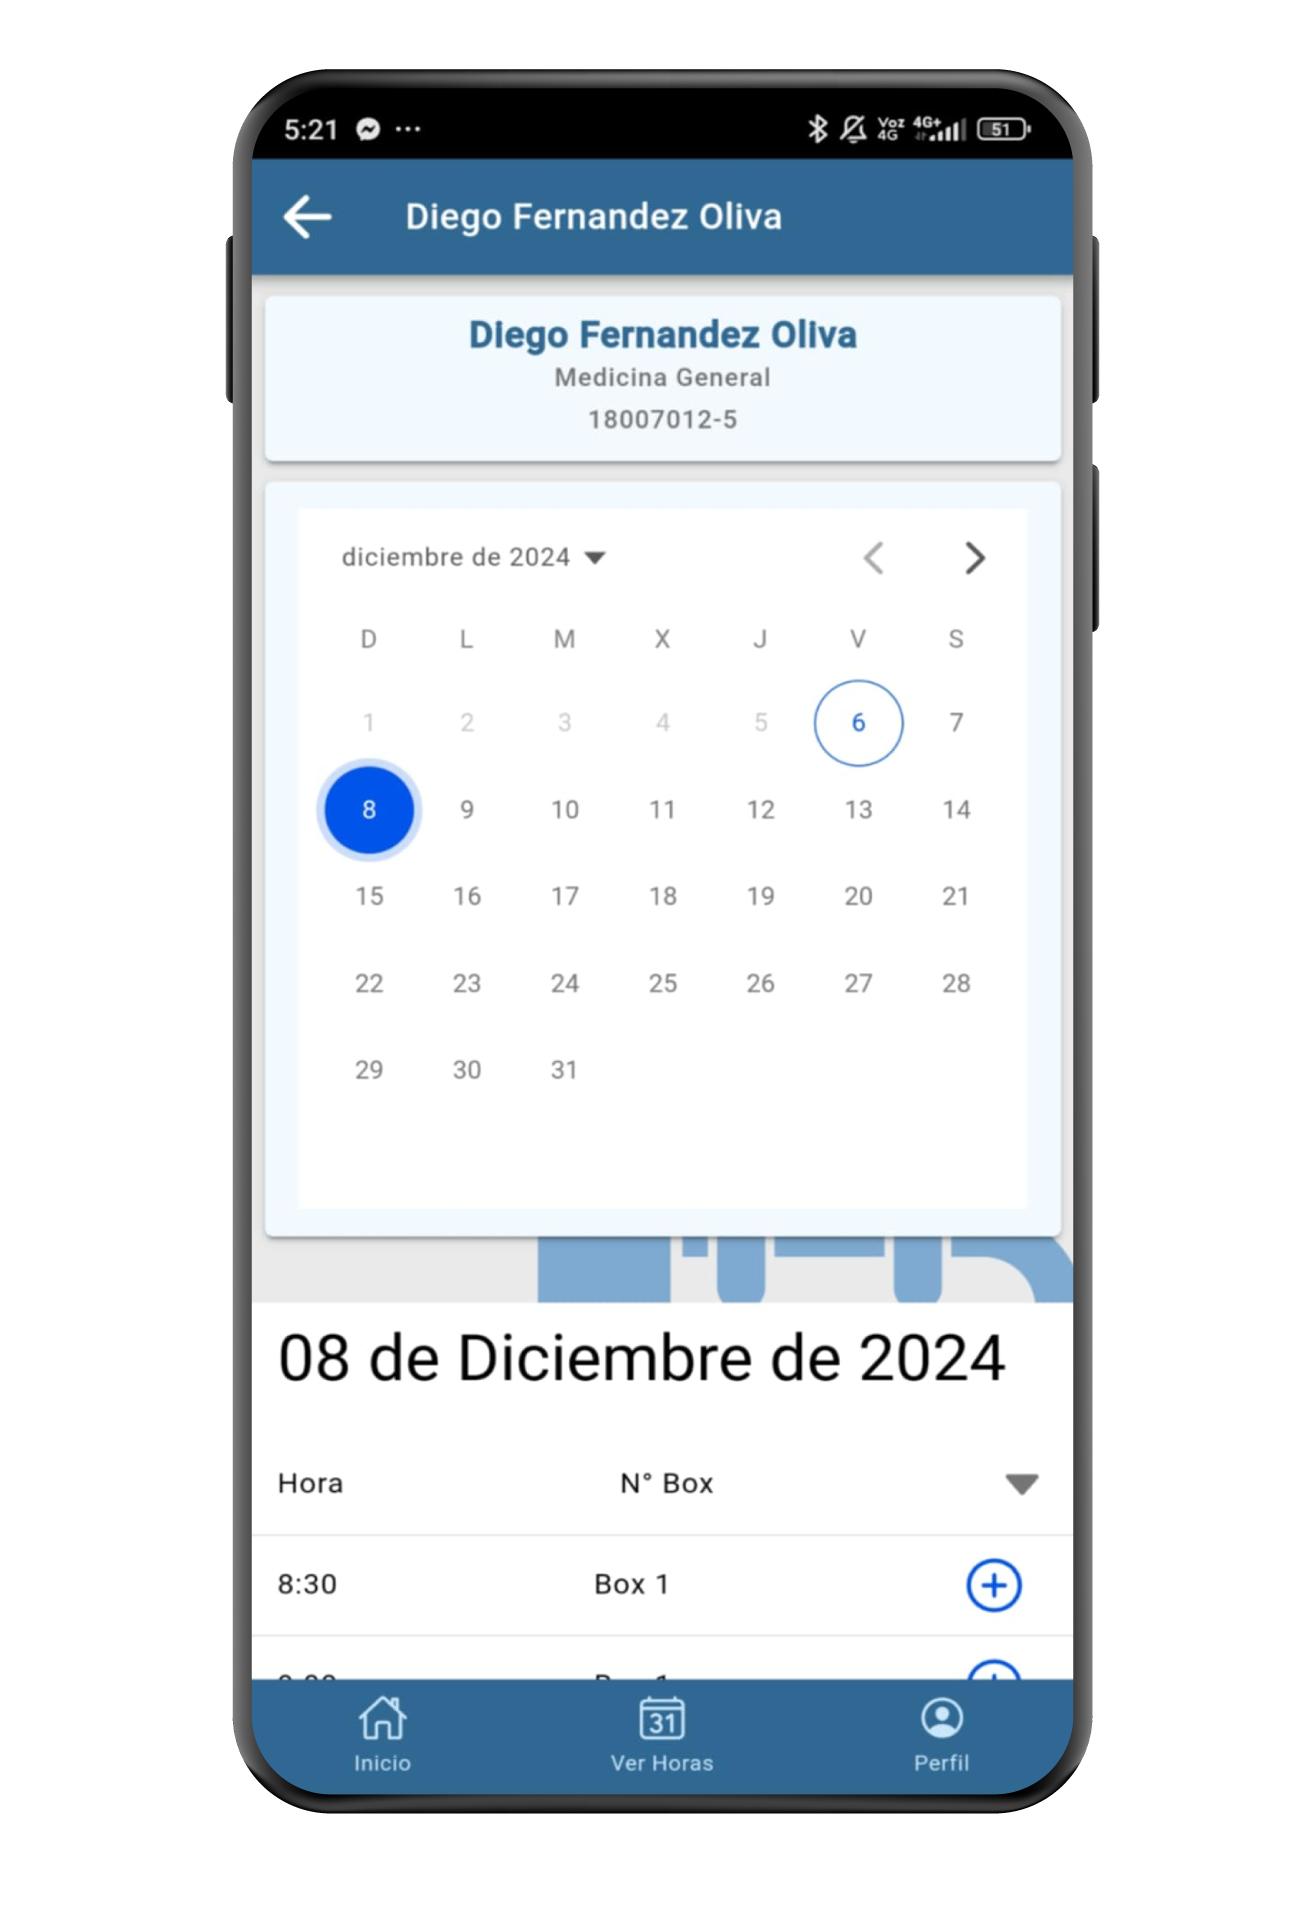 5:21 ... Voz 4G 4G+ 51
Diego Fernandez Oliva
Diego Fernandez Oliva
Medicina General
18007012-5
diciembre de 2024
D L M X J V S
1 2 3 4 5 6 7
8 9 10 11 12 13 14
15 16 17 18 19 20 21
22 23 24 25 26 27 28
29 30 31
08 de Diciembre de 2024
Hora N° Box
8:30 Box 1
31
Inicio Ver Horas Perfil